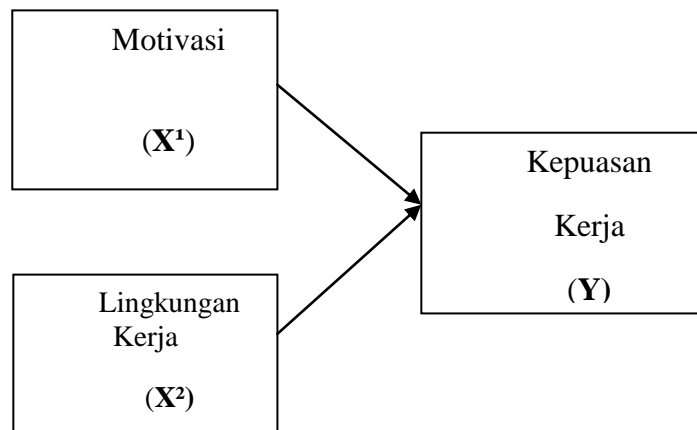 Motivasi
(X¹)
Kepuasan
Kerja
(Y)
Lingkungan
Kerja
(X²)